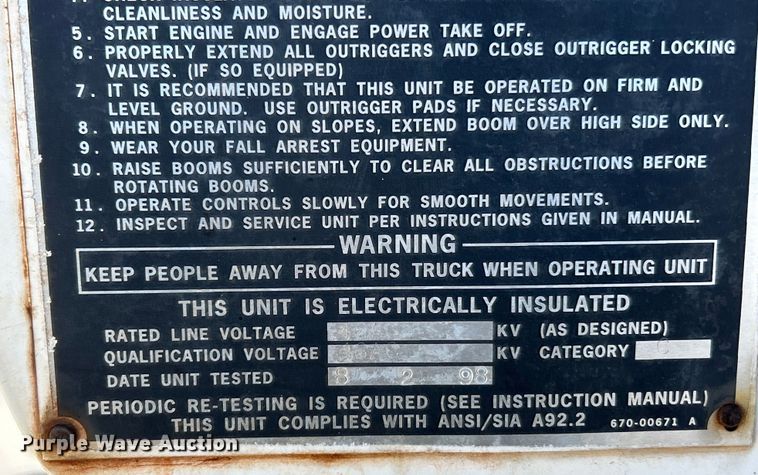 CLEANLINESS AND MOISTURE.
5. START ENGINE AND ENGAGE POWER TAKE OFF.
6. PROPERLY EXTEND ALL OUTRIGGERS AND CLOSE OUTRIGGER LOCKING
VALVES. (IF SO EQUIPPED)
7. IT IS RECOMMENDED THAT THIS UNIT BE OPERATED ON FIRM AND
LEVEL GROUND. USE OUTRIGGER PADS IF NECESSARY.
8. WHEN OPERATING ON SLOPES, EXTEND BOOM OVER HIGH SIDE ONLY.
9. WEAR YOUR FALL ARREST EQUIPMENT.
10. RAISE BOOMS SUFFICIENTLY TO CLEAR ALL OBSTRUCTIONS BEFORE
ROTATING BOOMS.
11. OPERATE CONTROLS SLOWLY FOR SMOOTH MOVEMENTS.
12. INSPECT AND SERVICE UNIT PER INSTRUCTIONS GIVEN IN MANUAL.
WARNING
KEEP PEOPLE AWAY FROM THIS TRUCK WHEN OPERATING UNIT
THIS UNIT IS ELECTRICALLY INSULATED
RATED LINE VOLTAGE KV (AS DESIGNED)
QUALIFICATION VOLTAGE KV CATEGORY C
DATE UNIT TESTED 8 2 98
PERIODIC RE-TESTING IS REQUIRED (SEE INSTRUCTION MANUAL)
THIS UNIT COMPLIES WITH ANSI/SIA A92.2 670-00671 A
Purple Wave Auction